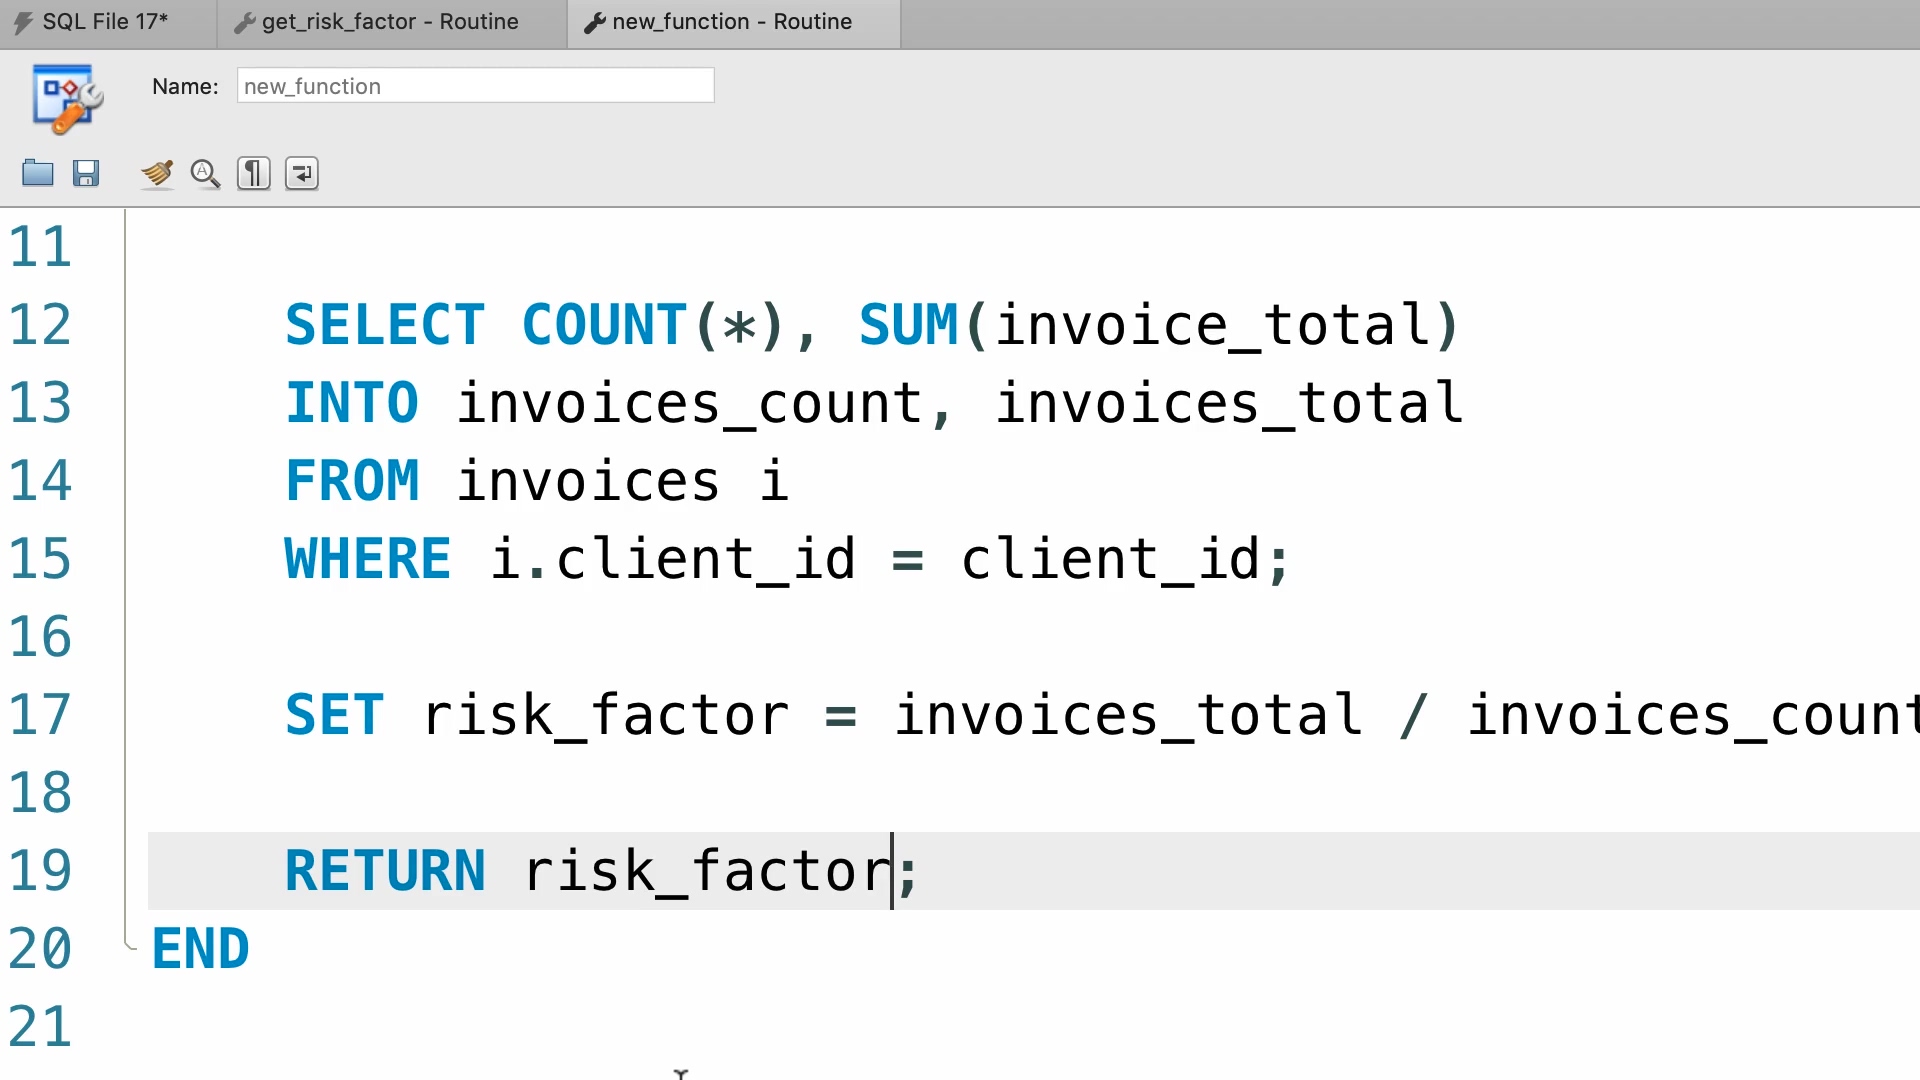 SQL File 17*
get_risk_factor - Routine
new_function - Routine
Name:
new_function
11
12 SELECT COUNT(*), SUM(invoice_total)
13 INTO invoices_count, invoices_total
14 FROM invoices i
15 WHERE i.client_id = client_id;
16
17 SET risk_factor = invoices_total / invoices_count
18
19 RETURN risk_factor;
20 END
21